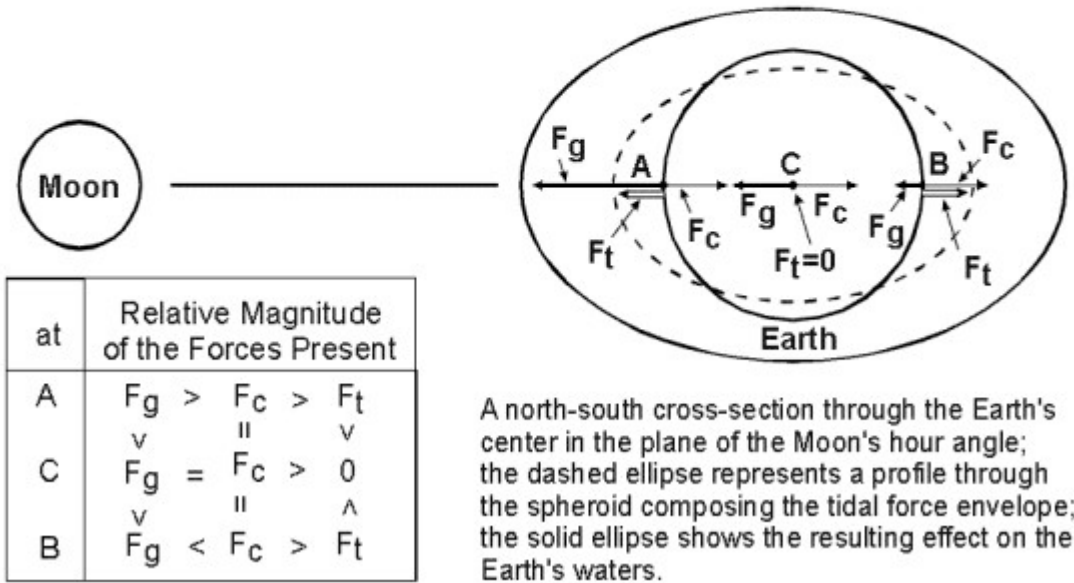 Moon
Fg
A
Fc
Ft
C
Fg
Fc
Ft=0
B
Fc
Fg
Ft
Earth
at
Relative Magnitude
of the Forces Present
A Fg > Fc > Ft
v = v
C Fg = Fc > 0
v = ʌ
B Fg < Fc > Ft
A north-south cross-section through the Earth's
center in the plane of the Moon's hour angle;
the dashed ellipse represents a profile through
the spheroid composing the tidal force envelope;
the solid ellipse shows the resulting effect on the
Earth's waters.